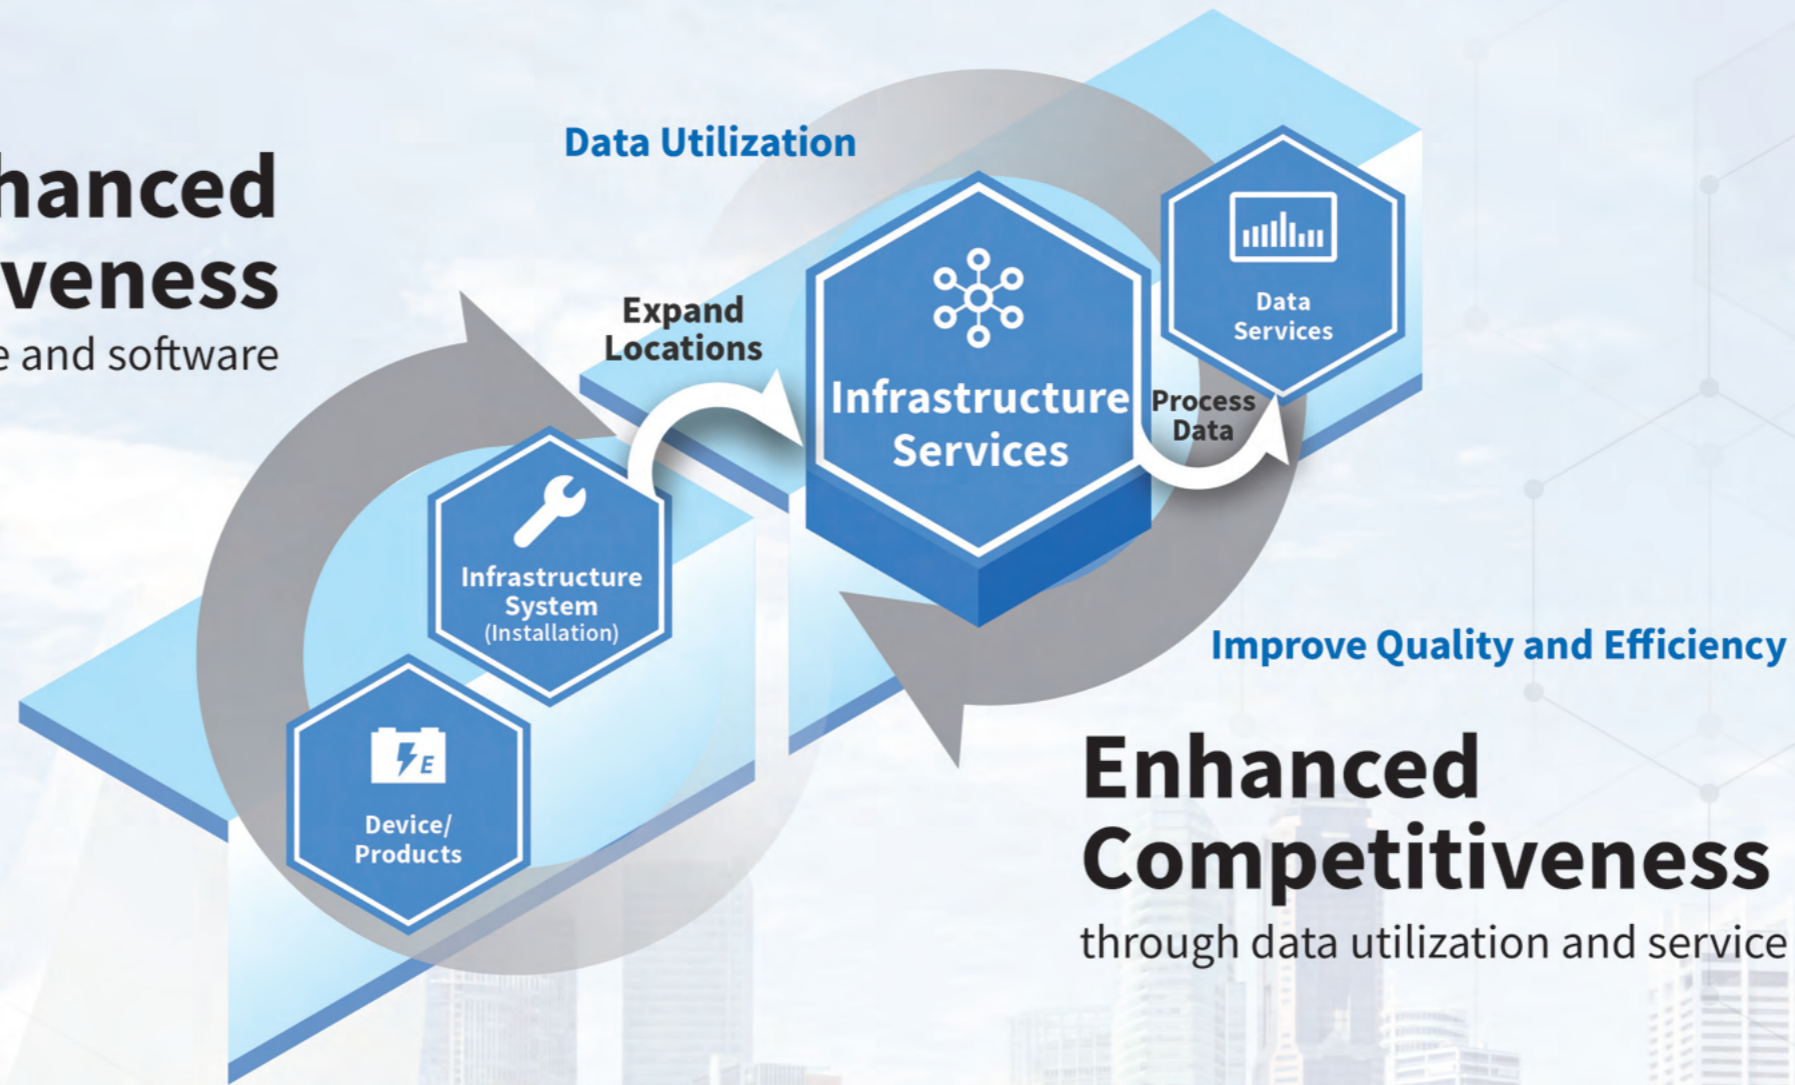 hanced
veness
e and software
Data Utilization
Expand
Locations
Infrastructure
Services
Data
Services
Process
Data
Infrastructure
System
(Installation)
Device/
Products
E
Improve Quality and Efficiency
Enhanced
Competitiveness
through data utilization and service